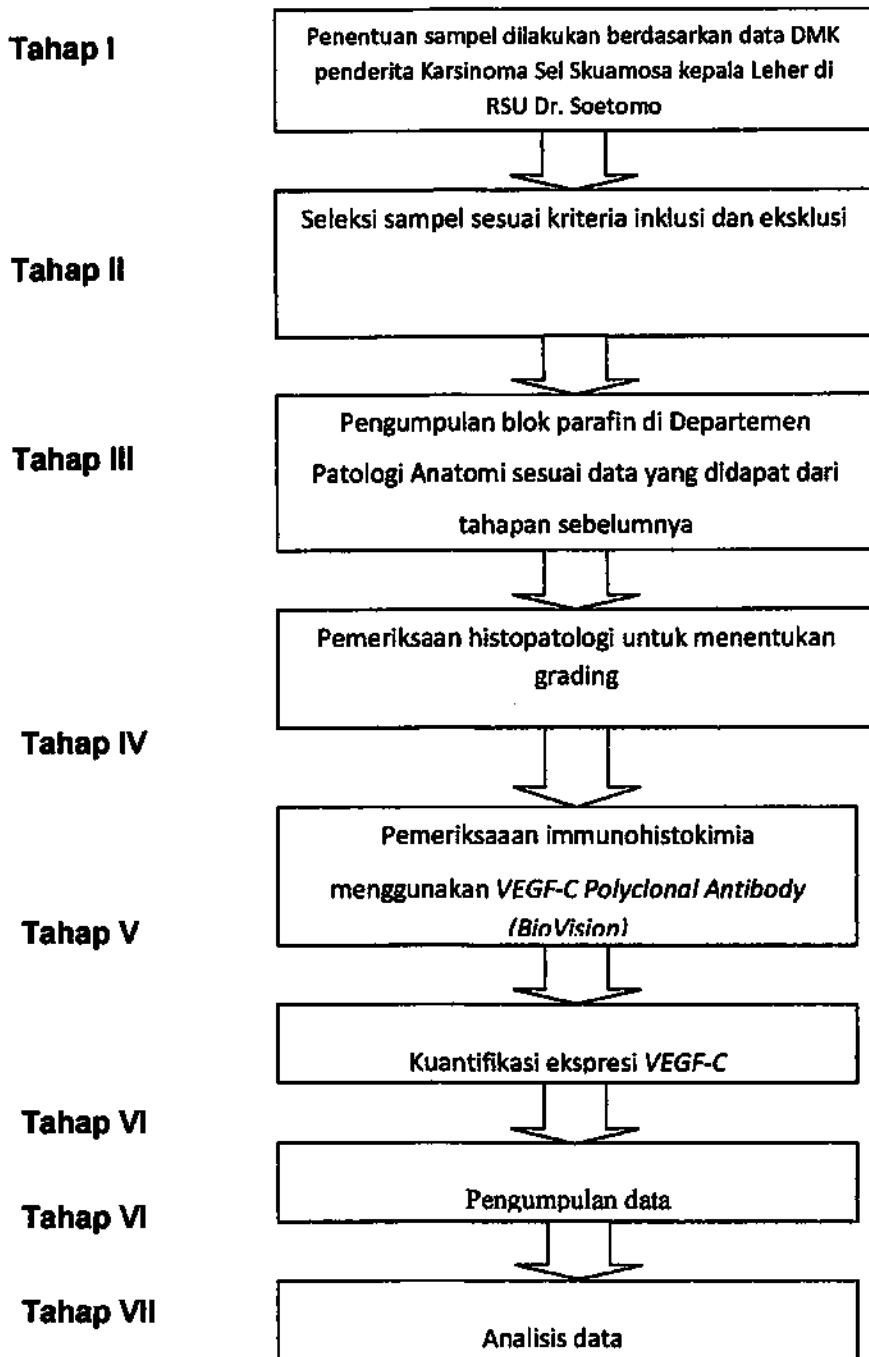 Tahap I
Penentuan sampel dilakukan berdasarkan data DMK
penderita Karsinoma Sel Skuamosa kepala Leher di
RSU Dr. Soetomo
Seleksi sampel sesuai kriteria inklusi dan eksklusi
Tahap II
Pengumpulan blok parafin di Departemen
Tahap III
Patologi Anatomi sesuai data yang didapat dari
tahapan sebelumnya
Pemeriksaan histopatologi untuk menentukan
grading
Tahap IV
Pemeriksaaan immunohistokimia
menggunakan VEGF-C Polyclonal Antibody
(BioVision)
Tahap V
Kuantifikasi ekspresi VEGF-C
Tahap VI
Pengumpulan data
Tahap VI
Tahap VII
Analisis data